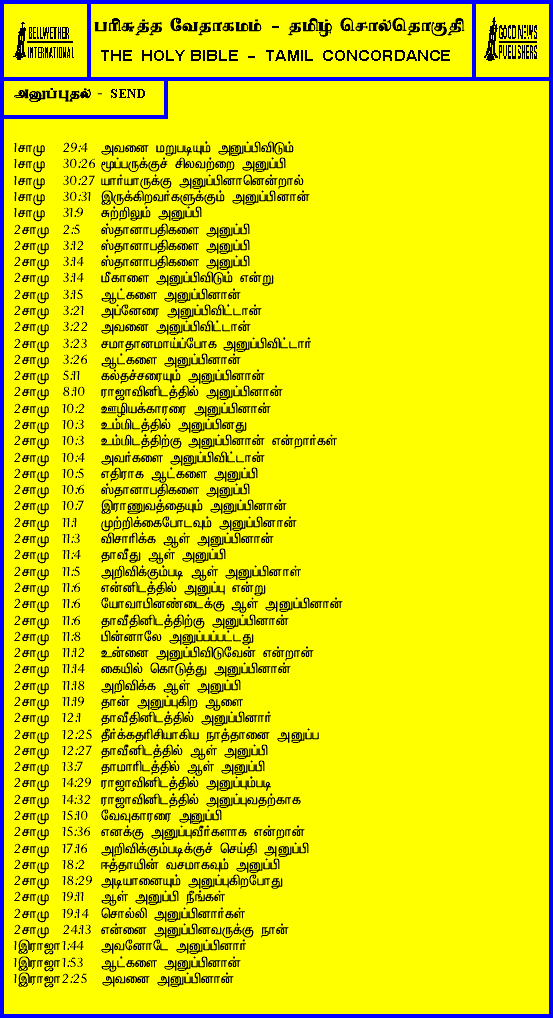 BELLWETHER
INTERNATIONAL
பரிசுத்த வேதாகமம் - தமிழ் சொல்தொகுதி
THE HOLY BIBLE - TAMIL CONCORDANCE
GOOD NEWS
PUBLISHERS
அனுப்புதல் - SEND
1சாமு 29:4 அவனை மறுபடியும் அனுப்பிவிடும்
1சாமு 30:26 மூப்பருக்குச் சிலவற்றை அனுப்பி
1சாமு 30:27 யார்யாருக்கு அனுப்பினானென்றால்
1சாமு 30:31 இருக்கிறவர்களுக்கும் அனுப்பினான்
1சாமு 31:9 சுற்றிலும் அனுப்பி
2சாமு 2:5 ஸ்தானாபதிகளை அனுப்பி
2சாமு 3:12 ஸ்தானாபதிகளை அனுப்பி
2சாமு 3:14 ஸ்தானாபதிகளை அனுப்பி
2சாமு 3:14 மீகாளை அனுப்பிவிடும் என்று
2சாமு 3:15 ஆட்களை அனுப்பினான்
2சாமு 3:21 அப்னேரை அனுப்பிவிட்டான்
2சாமு 3:22 அவனை அனுப்பிவிட்டான்
2சாமு 3:23 சமாதானமாய்ப்போக அனுப்பிவிட்டார்
2சாமு 3:26 ஆட்களை அனுப்பினான்
2சாமு 5:11 கல்தச்சரையும் அனுப்பினான்
2சாமு 8:10 ராஜாவினிடத்தில் அனுப்பினான்
2சாமு 10:2 ஊழியக்காரரை அனுப்பினான்
2சாமு 10:3 உம்மிடத்தில் அனுப்பினது
2சாமு 10:3 உம்மிடத்திற்கு அனுப்பினான் என்றார்கள்
2சாமு 10:4 அவர்களை அனுப்பிவிட்டான்
2சாமு 10:5 எதிராக ஆட்களை அனுப்பி
2சாமு 10:6 ஸ்தானாபதிகளை அனுப்பி
2சாமு 10:7 இராணுவத்தையும் அனுப்பினான்
2சாமு 11:1 முற்றிக்கைபோடவும் அனுப்பினான்
2சாமு 11:3 விசாரிக்க ஆள் அனுப்பினான்
2சாமு 11:4 தாவீது ஆள் அனுப்பி
2சாமு 11:5 அறிவிக்கும்படி ஆள் அனுப்பினாள்
2சாமு 11:6 என்னிடத்தில் அனுப்பு என்று
2சாமு 11:6 யோவாபினண்டைக்கு ஆள் அனுப்பினான்
2சாமு 11:6 தாவீதினிடத்திற்கு அனுப்பினான்
2சாமு 11:8 பின்னாலே அனுப்பப்பட்டது
2சாமு 11:12 உன்னை அனுப்பிவிடுவேன் என்றான்
2சாமு 11:14 கையில் கொடுத்து அனுப்பினான்
2சாமு 11:18 அறிவிக்க ஆள் அனுப்பி
2சாமு 11:19 தான் அனுப்புகிற ஆளை
2சாமு 12:1 தாவீதினிடத்தில் அனுப்பினார்
2சாமு 12:25 தீர்க்கதரிசியாகிய நாத்தானை அனுப்ப
2சாமு 12:27 தாவீனிடத்தில் ஆள் அனுப்பி
2சாமு 13:7 தாமாரிடத்தில் ஆள் அனுப்பி
2சாமு 14:29 ராஜாவினிடத்தில் அனுப்பும்படி
2சாமு 14:32 ராஜாவினிடத்தில் அனுப்புவதற்காக
2சாமு 15:10 வேவுகாரரை அனுப்பி
2சாமு 15:36 எனக்கு அனுப்புவீர்களாக என்றான்
2சாமு 17:16 அறிவிக்கும்படிக்குச் செய்தி அனுப்பி
2சாமு 18:2 ஈத்தாயின் வசமாகவும் அனுப்பி
2சாமு 18:29 அடியானையும் அனுப்புகிறபோது
2சாமு 19:11 ஆள் அனுப்பி நீங்கள்
2சாமு 19:14 சொல்லி அனுப்பினார்கள்
2சாமு 24:13 என்னை அனுப்பினவருக்கு நான்
1இராஜா 1:44 அவனோடே அனுப்பினார்
1இராஜா 1:53 ஆட்களை அனுப்பினான்
1இராஜா 2:25 அவனை அனுப்பினான்